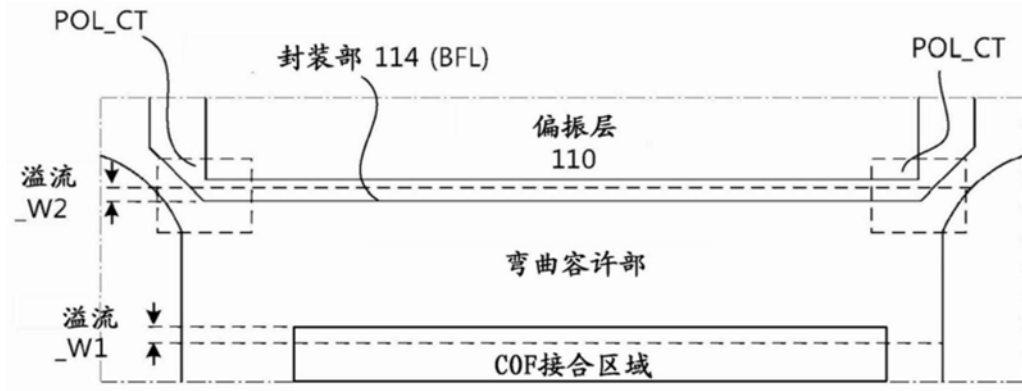 POL_CT
封装部 114 (BFL)
POL_CT
偏振层
110
溢流
_W2
弯曲容许部
溢流
_W1
COF接合区域